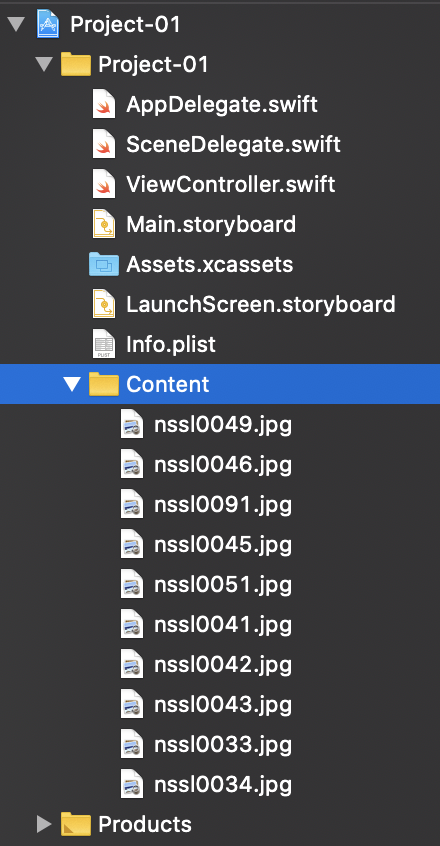 Project-01
Project-01
AppDelegate.swift
SceneDelegate.swift
ViewController.swift
Main.storyboard
Assets.xcassets
LaunchScreen.storyboard
PLIST Info.plist
Content
nssl0049.jpg
nssl0046.jpg
nssl0091.jpg
nssl0045.jpg
nssl0051.jpg
nssl0041.jpg
nssl0042.jpg
nssl0043.jpg
nssl0033.jpg
nssl0034.jpg
Products